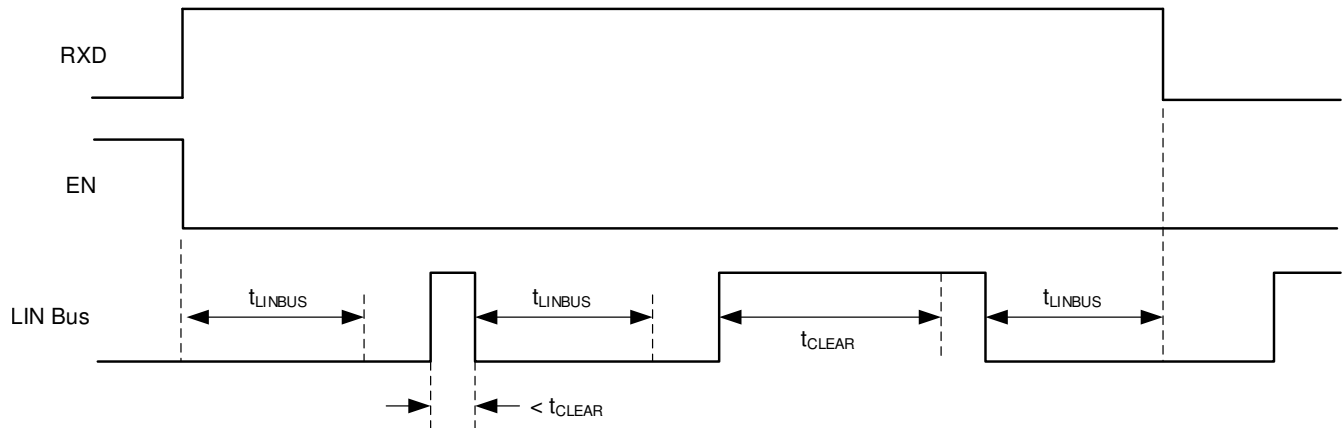 RXD
EN
LIN Bus
tLINBUS
tLINBUS
tCLEAR
tLINBUS
< tCLEAR